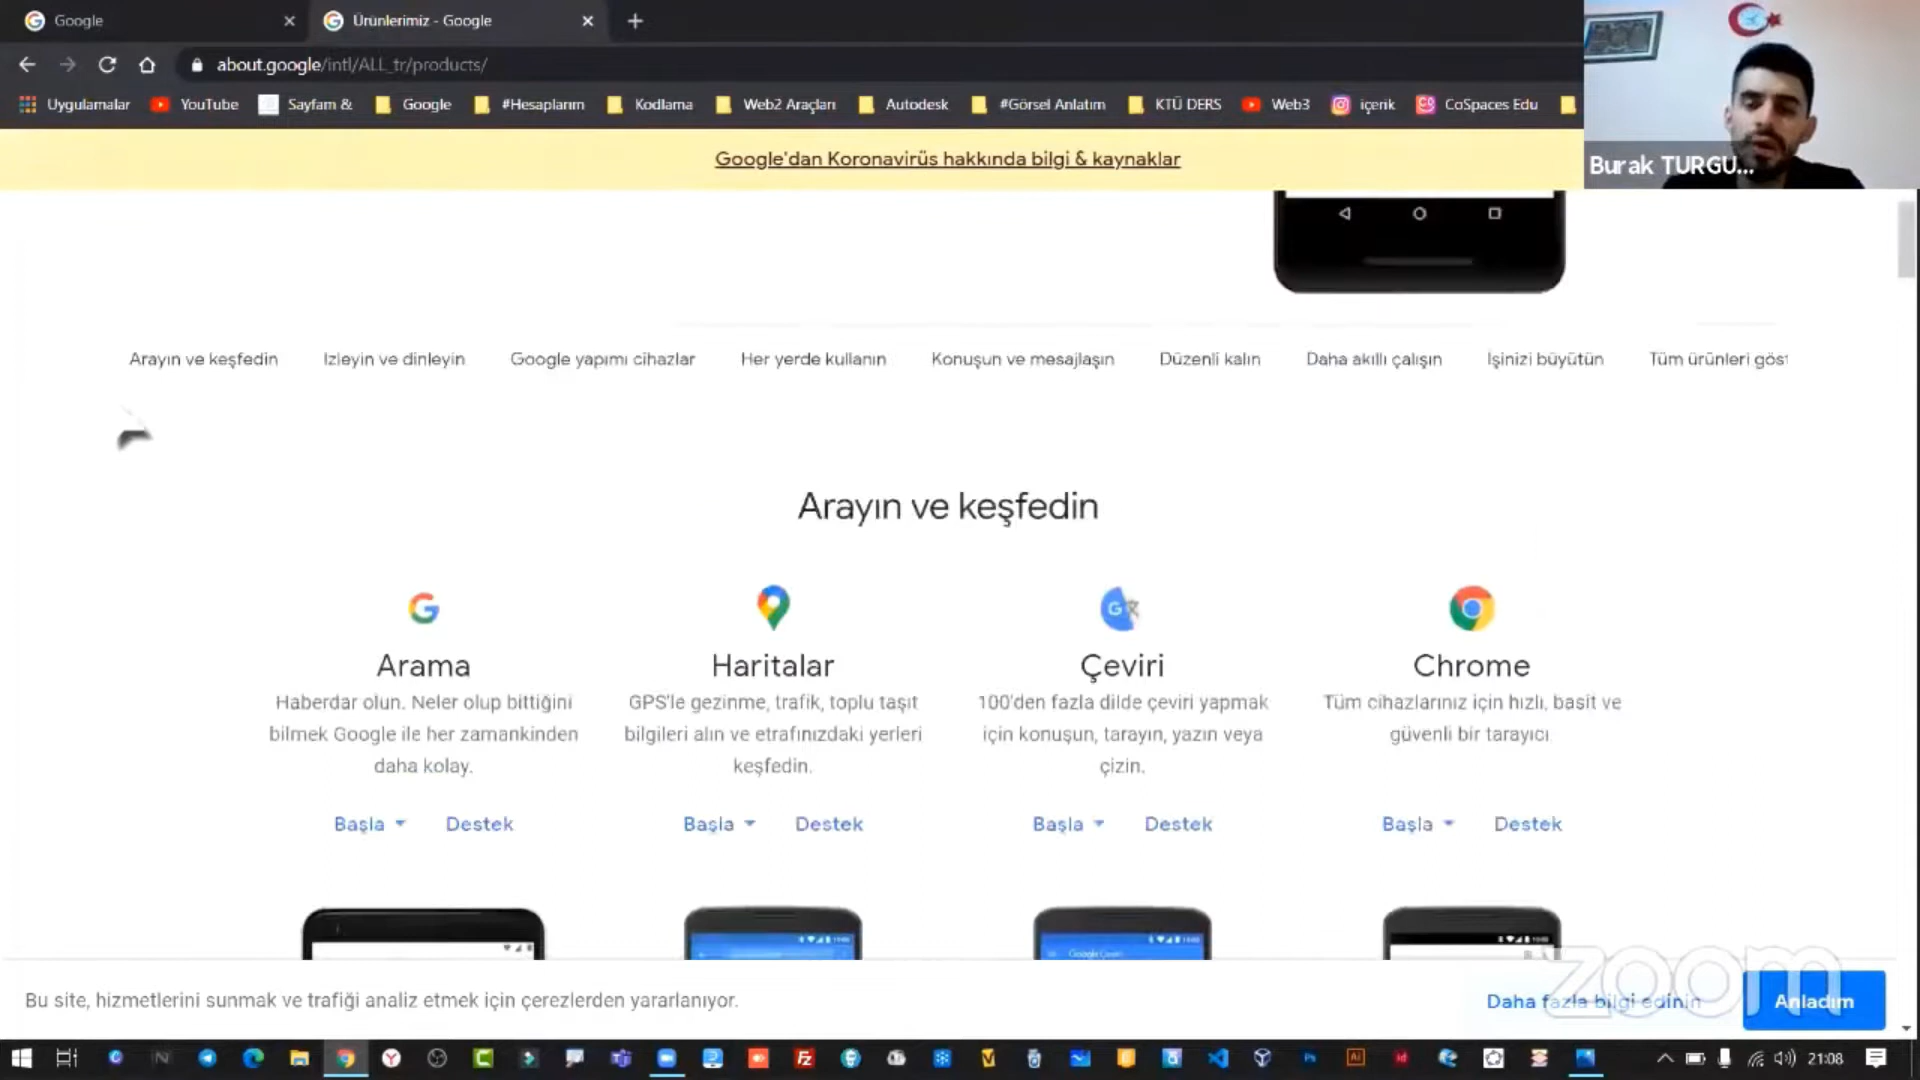 Google
Ürünlerimiz - Google
about.google/intl/ALL_tr/products/
Uygulamalar
YouTube
Sayfam &
Google
#Hesaplarım
Kodlama
Web2 Araçları
Autodesk
#Görsel Anlatım
KTÜ DERS
Web3
içerik
CoSpaces Edu
Burak TURGU...
Google'dan Koronavirüs hakkında bilgi & kaynaklar
Arayın ve keşfedin
İzleyin ve dinleyin
Google yapımı cihazlar
Her yerde kullanın
Konuşun ve mesajlaşın
Düzenli kalın
Daha akıllı çalışın
İşinizi büyütün
Tüm ürünleri göst
Arayın ve keşfedin
Arama
Haberdar olun. Neler olup bittiğini
bilmek Google ile her zamankinden
daha kolay.
Başla
Destek
Haritalar
GPS'le gezinme, trafik, toplu taşıt
bilgileri alın ve etrafınızdaki yerleri
keşfedin.
Başla
Destek
Çeviri
100'den fazla dilde çeviri yapmak
için konuşun, tarayın, yazın veya
çizin.
Başla
Destek
Chrome
Tüm cihazlarınız için hızlı, basit ve
güvenli bir tarayıcı
Başla
Destek
Bu site, hizmetlerini sunmak ve trafiği analiz etmek için çerezlerden yararlanıyor.
Daha fazla bilgi edinin
Anladım
zoom
21:08